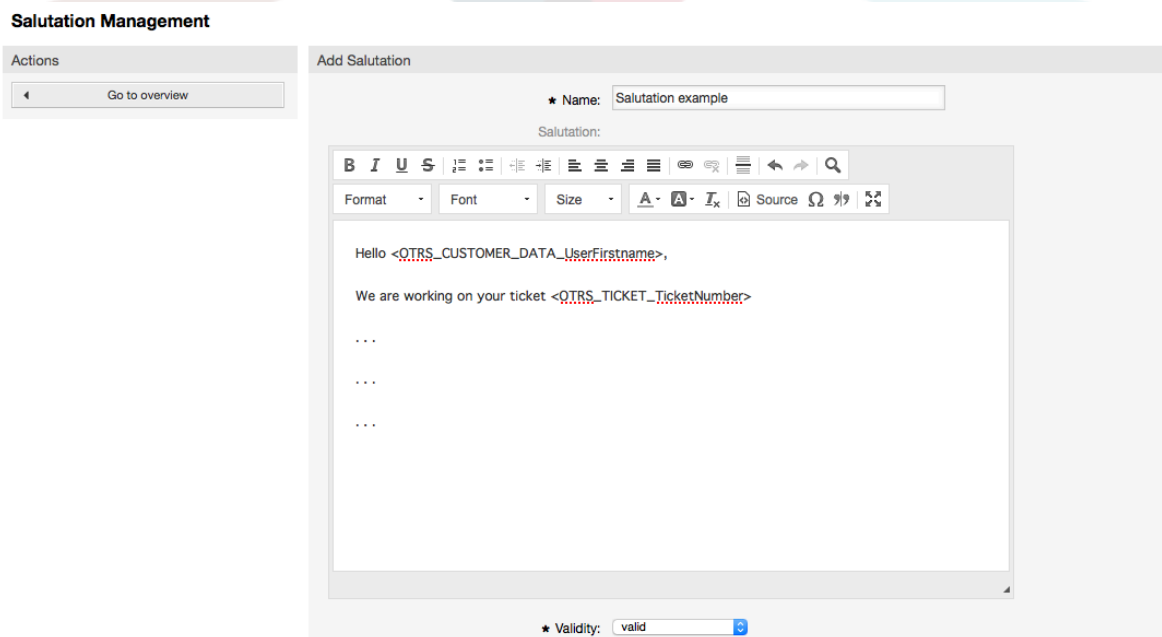 Salutation Management
Actions
Go to overview
Add Salutation
★ Name: Salutation example
Salutation:
Format Font Size Source
Hello <OTRS_CUSTOMER_DATA_UserFirstname>,
We are working on your ticket <OTRS_TICKET_TicketNumber>
. . .
. . .
. . .
★ Validity: valid